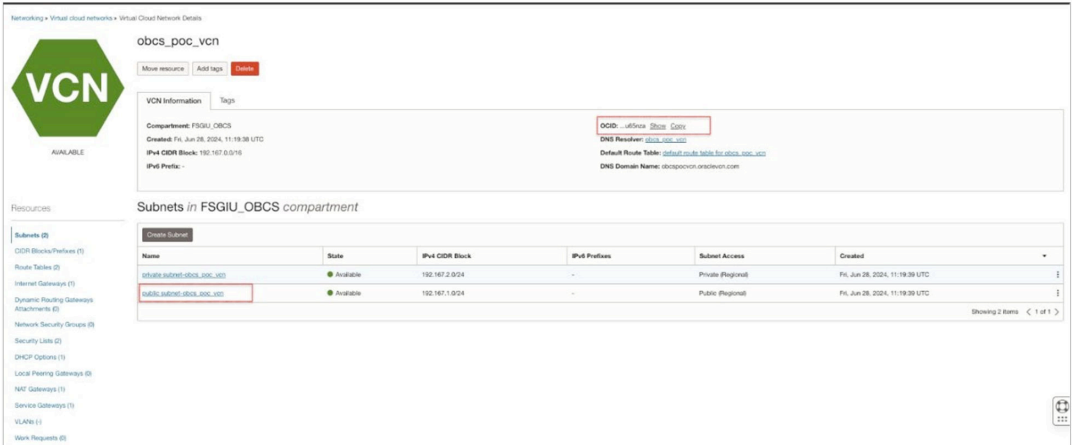 Networking » Virtual cloud networks » Virtual Cloud Network Details
obcs_poc_vcn
VCN
AVAILABLE
Move resource Add tags Delete
VCN Information Tags
Compartment: FSGIU_OBCS
Created: Fri, Jun 28, 2024, 11:19:38 UTC
IPv4 CIDR Block: 192.167.0.0/16
IPv6 Prefix: -
OCID: ...u65nza Show Copy
DNS Resolver: obcs_poc_vcn
Default Route Table: default route table for obcs_poc_vcn
DNS Domain Name: obcspocvcn.oraclevcn.com
Resources
Subnets (2)
CIDR Blocks/Prefixes (1)
Route Tables (2)
Internet Gateways (1)
Dynamic Routing Gateways
Attachments (0)
Network Security Groups (0)
Security Lists (2)
DHCP Options (1)
Local Peering Gateways (0)
NAT Gateways (1)
Service Gateways (1)
VLANs (-)
Work Requests (0)
Subnets in FSGIU_OBCS compartment
Create Subnet
Name State IPv4 CIDR Block IPv6 Prefixes Subnet Access Created
private subnet-obcs_poc_vcn Available 192.167.2.0/24 - Private (Regional) Fri, Jun 28, 2024, 11:19:39 UTC
public subnet-obcs_poc_vcn Available 192.167.1.0/24 - Public (Regional) Fri, Jun 28, 2024, 11:19:39 UTC
Showing 2 items < 1 of 1 >